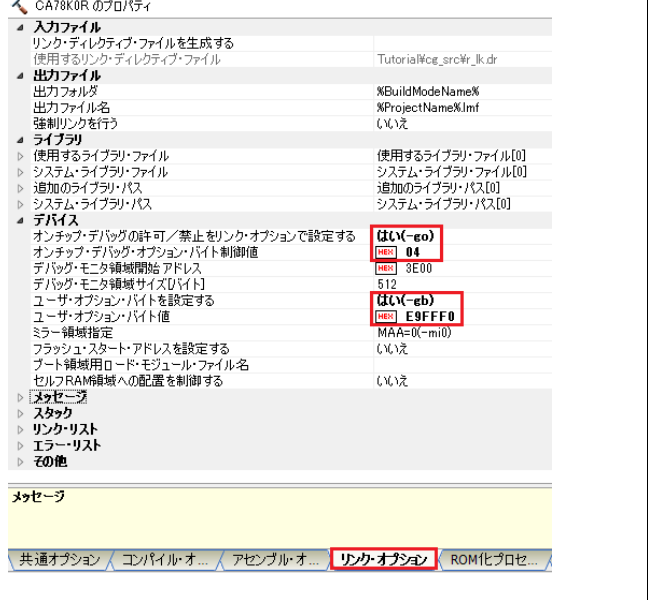 CA78K0R のプロパティ
入力ファイル
リンク・ディレクティブ・ファイルを生成する
使用するリンク・ディレクティブ・ファイル Tutorial¥cg_src¥r_lk.dr
出力ファイル
出力フォルダ %BuildModeName%
出力ファイル名 %ProjectName%.lmf
強制リンクを行う いいえ
ライブラリ
使用するライブラリ・ファイル 使用するライブラリ・ファイル[0]
システム・ライブラリ・ファイル システム・ライブラリ・ファイル[0]
追加のライブラリ・パス 追加のライブラリ・パス[0]
システム・ライブラリ・パス システム・ライブラリ・パス[0]
デバイス
オンチップ・デバッグの許可/禁止をリンク・オプションで設定する はい(-go)
オンチップ・デバッグ・オプション・バイト制御値 HEX 04
デバッグ・モニタ領域開始アドレス HEX 3E00
デバッグ・モニタ領域サイズ[バイト] 512
ユーザ・オプション・バイトを設定する はい(-gb)
ユーザ・オプション・バイト値 HEX E9FFF0
ミラー領域指定 MAA=0(-mi0)
フラッシュ・スタート・アドレスを設定する いいえ
ブート領域用ロード・モジュール・ファイル名
セルフRAM領域への配置を制御する いいえ
メッセージ
スタック
リンク・リスト
エラー・リスト
その他
メッセージ
共通オプション コンパイル・オ... アセンブル・オ... リンク・オプション ROM化プロセ...